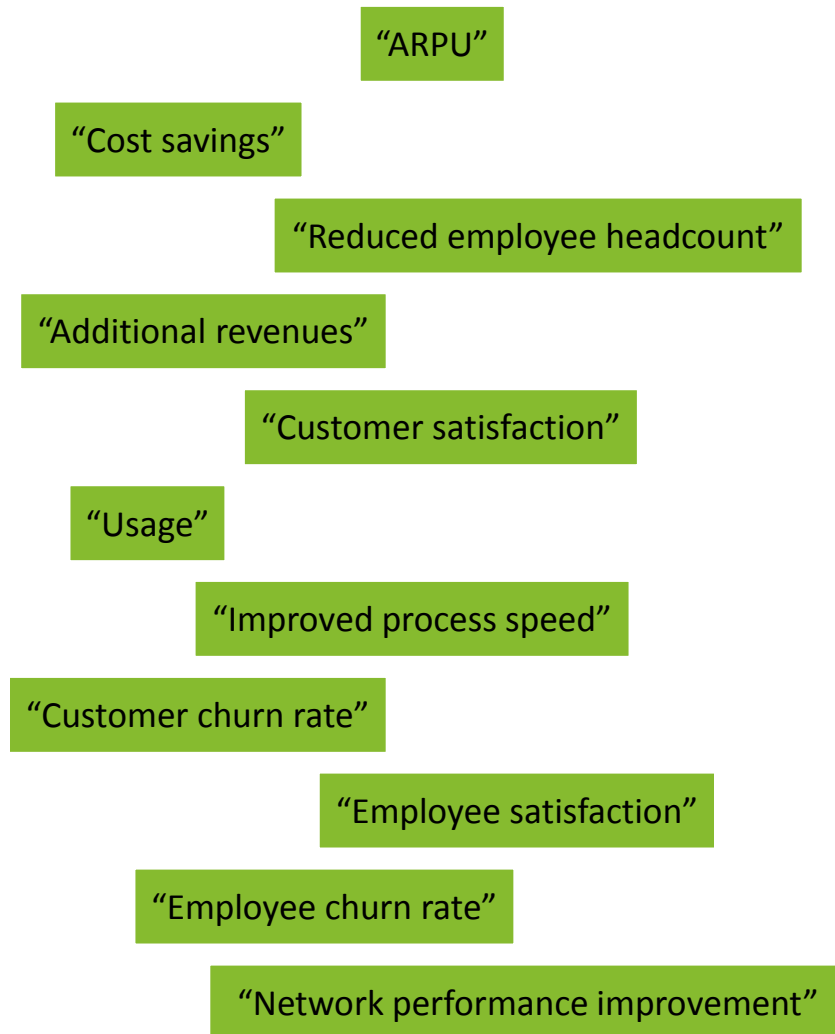 “ARPU”
“Cost savings”
“Reduced employee headcount”
“Additional revenues”
“Customer satisfaction”
“Usage”
“Improved process speed”
“Customer churn rate”
“Employee satisfaction”
“Employee churn rate”
“Network performance improvement”